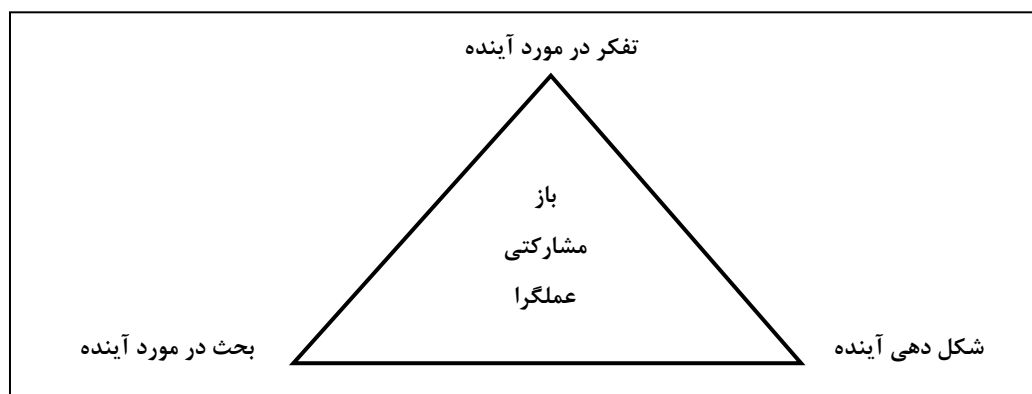 تفکر در مورد آینده
باز
مشارکتی
عملگرا
شکل دهی آینده
بحث در مورد آینده